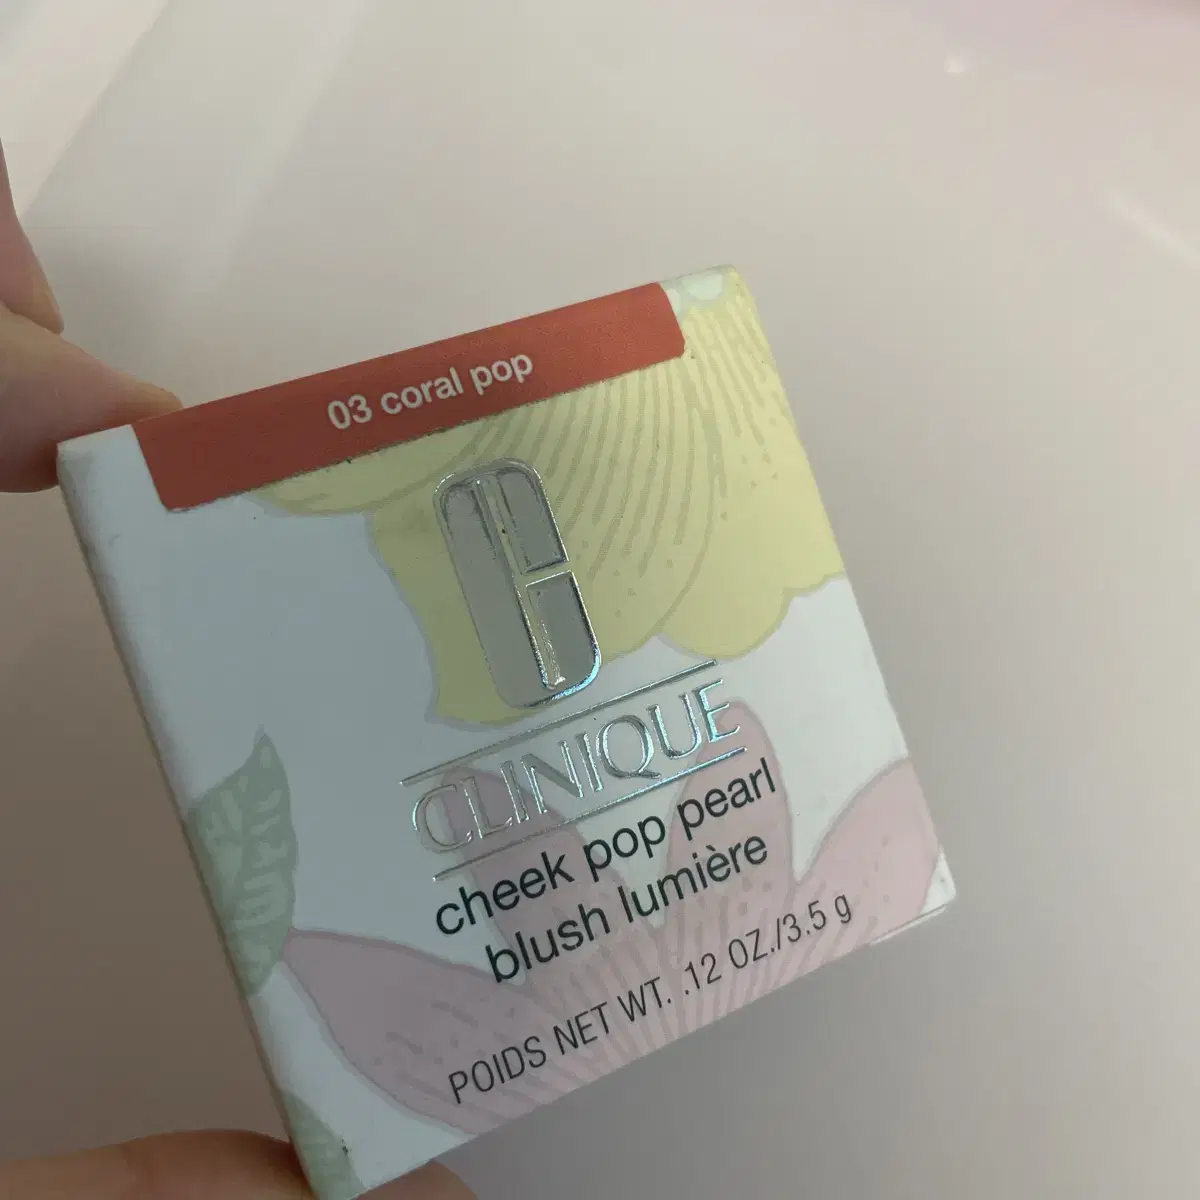 03 coral pop
CLINIQUE
cheek pop pearl
blush lumière
POIDS NET WT. .12 OZ./3.5 g